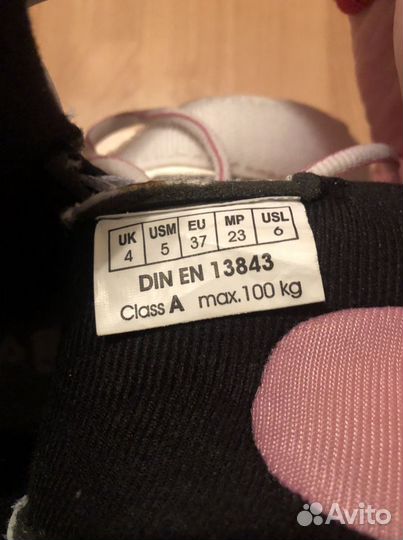 UK USM EU MP USL
4 5 37 23 6
DIN EN 13843
Class A max.100 kg
Avito